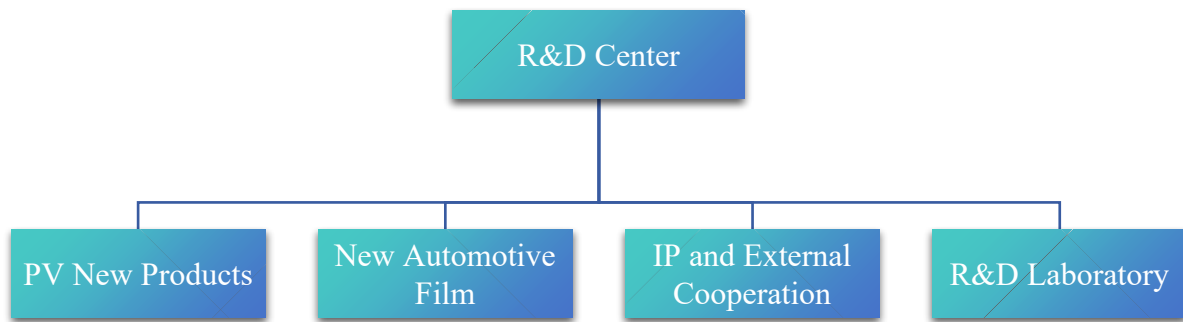 R&D Center
PV New Products
New Automotive
Film
IP and External
Cooperation
R&D Laboratory